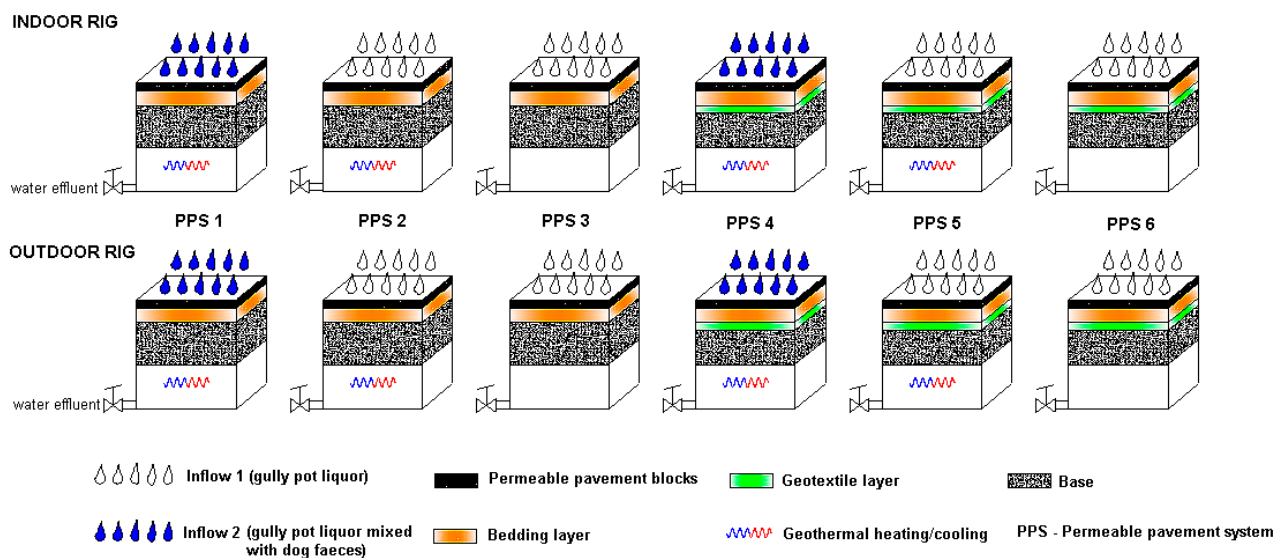 INDOOR RIG
water effluent
PPS 1
PPS 2
PPS 3
PPS 4
PPS 5
PPS 6
OUTDOOR RIG
water effluent
Inflow 1 (gully pot liquor)
Permeable pavement blocks
Geotextile layer
Base
Inflow 2 (gully pot liquor mixed
with dog faeces)
Bedding layer
Geothermal heating/cooling
PPS - Permeable pavement system